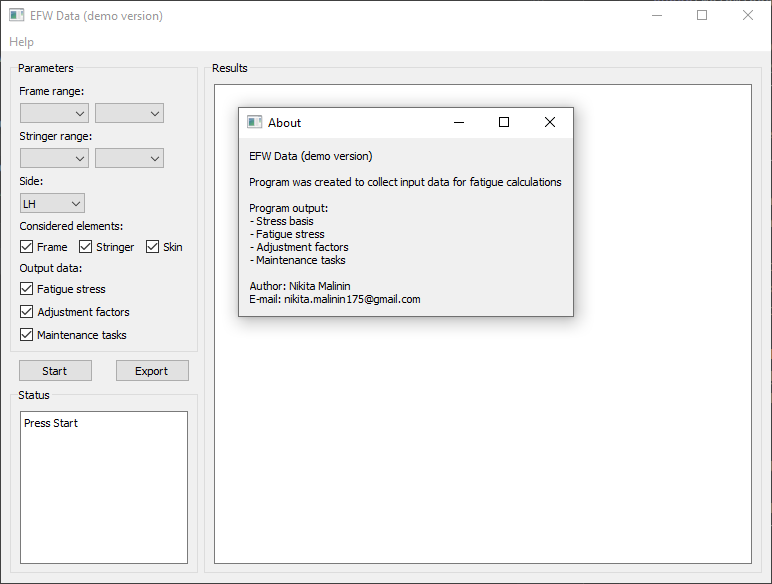 EFW Data (demo version)
Help
Parameters
Frame range:
Stringer range:
Side:
LH
Considered elements:
Frame Stringer Skin
Output data:
Fatigue stress
Adjustment factors
Maintenance tasks
Start Export
Status
Press Start
Results
About
EFW Data (demo version)
Program was created to collect input data for fatigue calculations
Program output:
- Stress basis
- Fatigue stress
- Adjustment factors
- Maintenance tasks
Author: Nikita Malinin
E-mail: nikita.malinin175@gmail.com